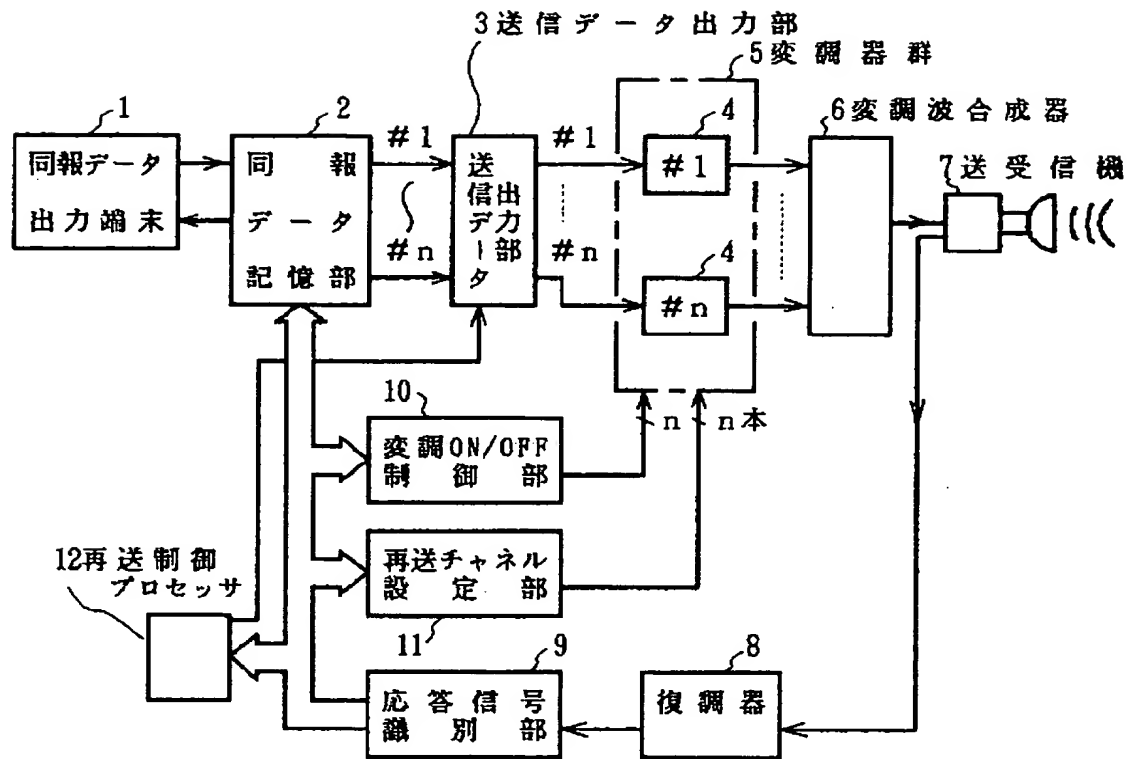 3送信データ出力部
5変調器群
1
2
4
6変調波合成器
7送受信機
同報データ
出力端末
同報
データ
記憶部
#1
#n
送信データ
出力部
#1
#n
#1
4
#n
10
変調ON/OFF
制御部
n
n本
12再送制御
プロセッサ
再送チャネル
設定部
11
9
応答信号
識別部
8
復調器